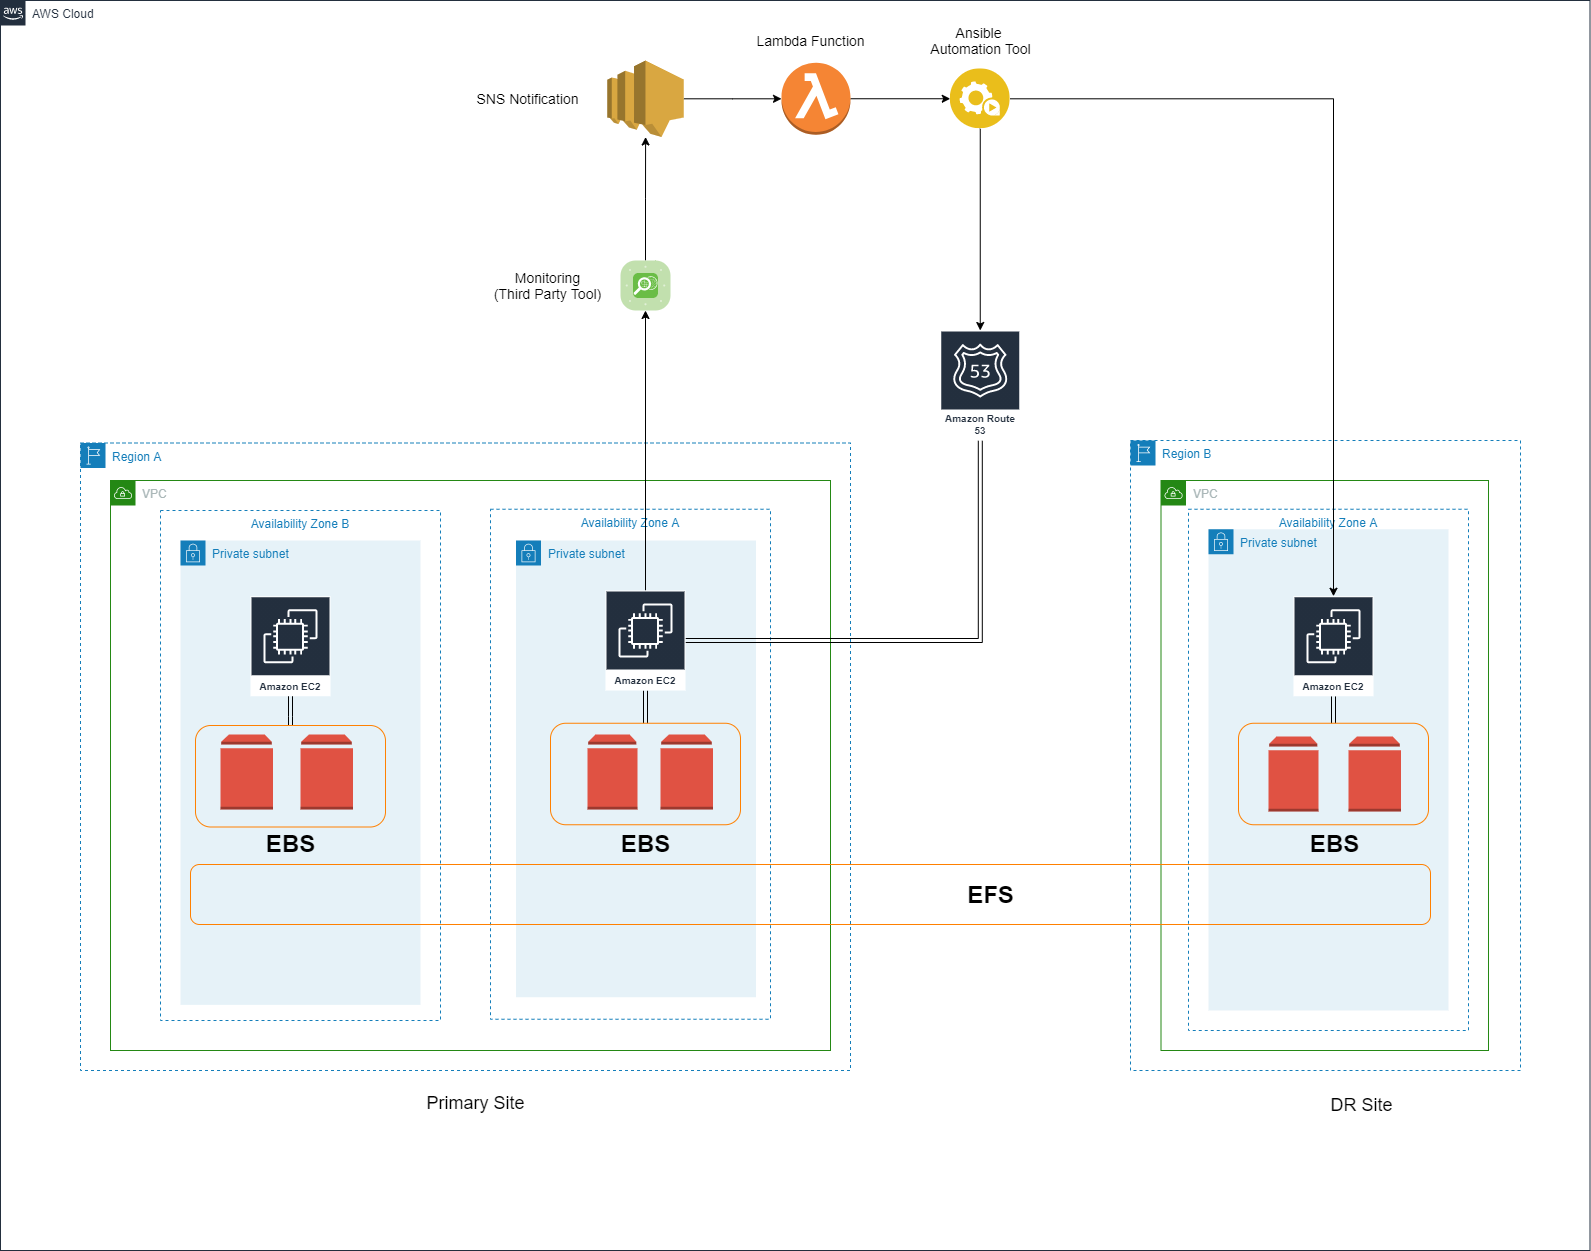 aws
AWS Cloud
Lambda Function
Ansible
Automation Tool
SNS Notification
Monitoring
(Third Party Tool)
53
Amazon Route
53
Region A
VPC
Availability Zone B
Private subnet
Amazon EC2
EBS
Availability Zone A
Private subnet
Amazon EC2
EBS
Region B
VPC
Availability Zone A
Private subnet
Amazon EC2
EBS
EFS
Primary Site
DR Site